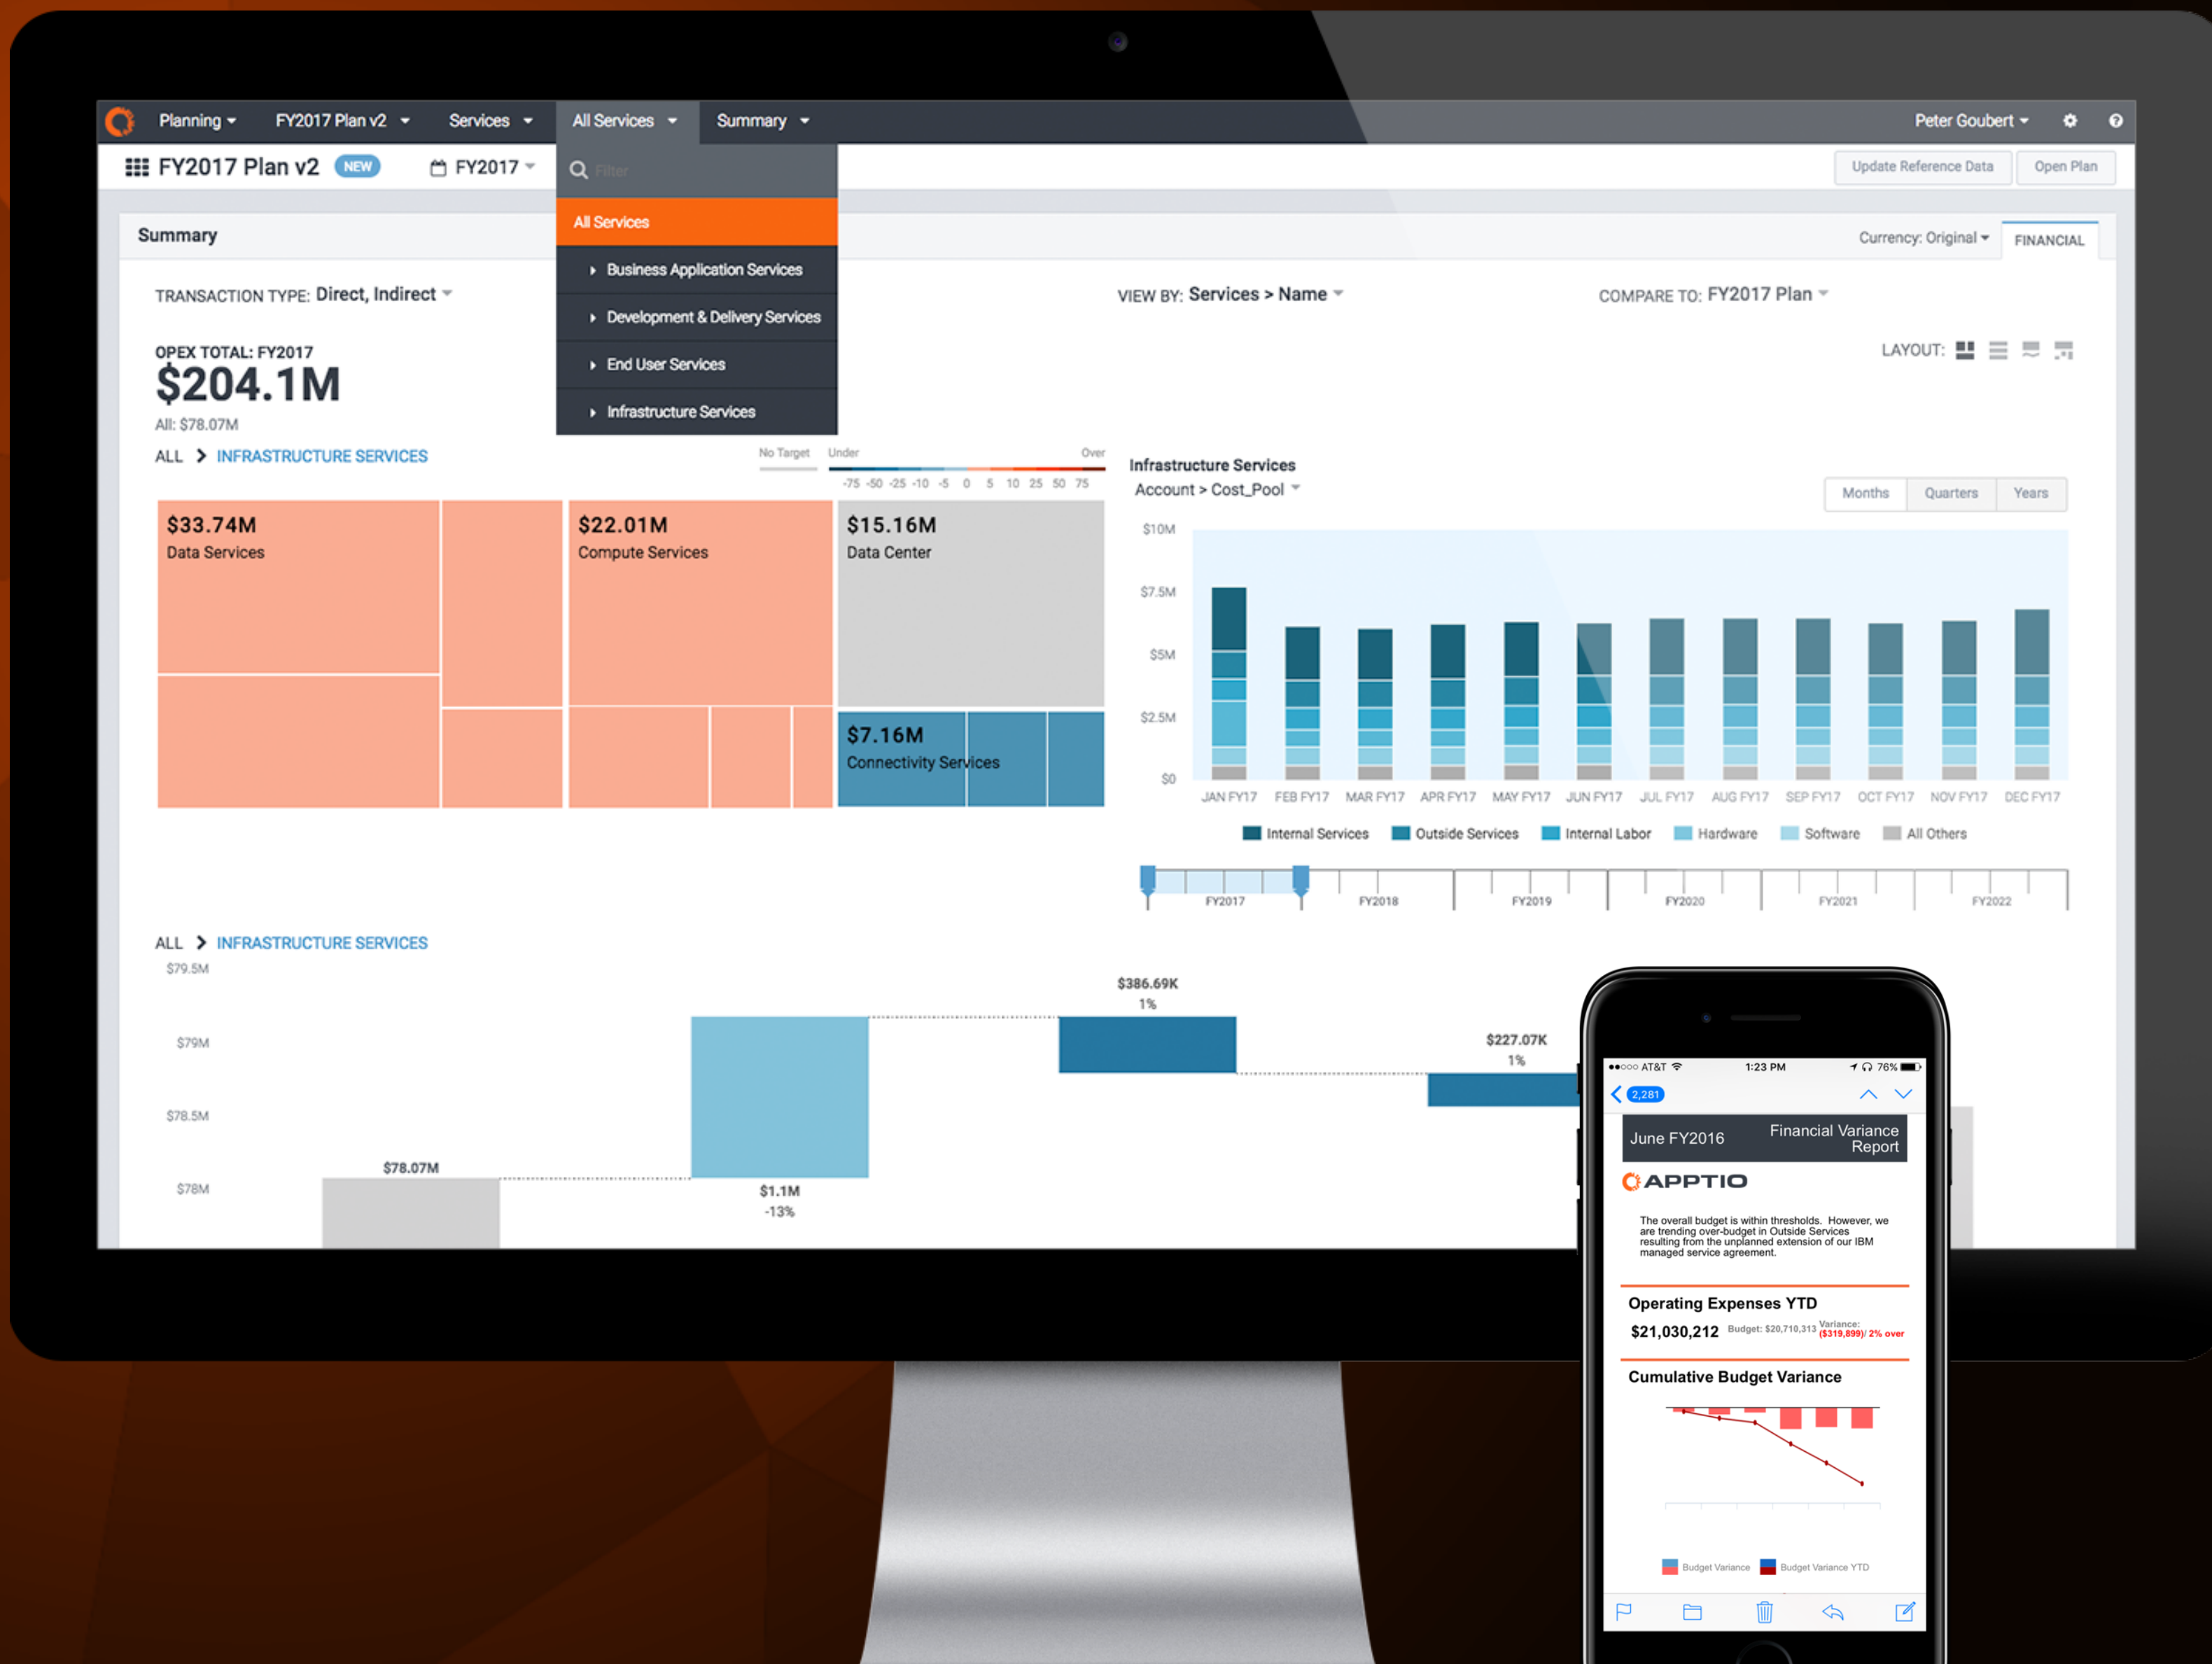 Planning
FY2017 Plan v2
Services
All Services
Summary
Peter Goubert
FY2017 Plan v2
NEW
FY2017
Filter
Update Reference Data
Open Plan
All Services
Business Application Services
Development & Delivery Services
End User Services
Infrastructure Services
Summary
Currency: Original
FINANCIAL
TRANSACTION TYPE: Direct, Indirect
VIEW BY: Services > Name
COMPARE TO: FY2017 Plan
OPEX TOTAL: FY2017
$204.1M
All: $78.07M
LAYOUT:
ALL > INFRASTRUCTURE SERVICES
No Target
Under
Over
-75 -50 -25 -10 -5 0 5 10 25 50 75
$33.74M
Data Services
$22.01M
Compute Services
$15.16M
Data Center
$7.16M
Connectivity Services
Infrastructure Services
Account > Cost_Pool
Months
Quarters
Years
$10M
$7.5M
$5M
$2.5M
$0
JAN FY17 FEB FY17 MAR FY17 APR FY17 MAY FY17 JUN FY17 JUL FY17 AUG FY17 SEP FY17 OCT FY17 NOV FY17 DEC FY17
Internal Services Outside Services Internal Labor Hardware Software All Others
FY2017 FY2018 FY2019 FY2020 FY2021 FY2022
ALL > INFRASTRUCTURE SERVICES
$79.5M
$79M
$78.5M
$78M
$78.07M
$1.1M
-13%
$386.69K
1%
$227.07K
1%
AT&T 1:23 PM 76%
2,281
June FY2016
Financial Variance
Report
APPTIO
The overall budget is within thresholds. However, we
are trending over-budget in Outside Services
resulting from the unplanned extension of our IBM
managed service agreement.
Operating Expenses YTD
$21,030,212
Budget: $20,710,313
Variance:
($319,899)/ 2% over
Cumulative Budget Variance
Budget Variance
Budget Variance YTD